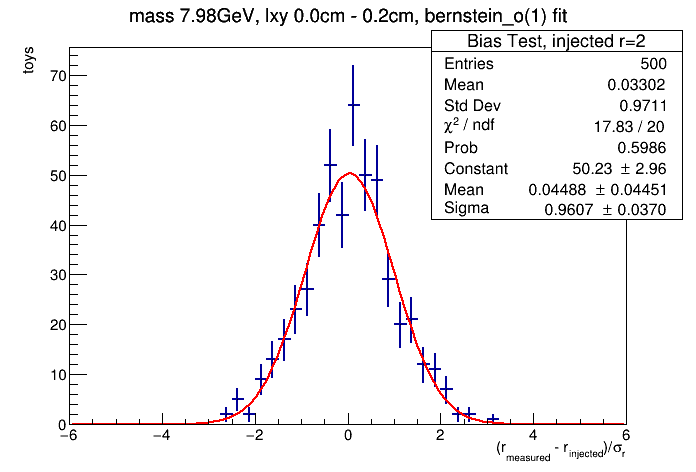 mass 7.98GeV, lxy 0.0cm - 0.2cm, bernstein_o(1) fit
Bias Test, injected r=2
Entries 500
Mean 0.03302
Std Dev 0.9711
χ² / ndf 17.83 / 20
Prob 0.5986
Constant 50.23 ± 2.96
Mean 0.04488 ± 0.04451
Sigma 0.9607 ± 0.0370
toys
70
60
50
40
30
20
10
0
−6 −4 −2 0 2 4 6
(r_measured - r_injected)/σ_r